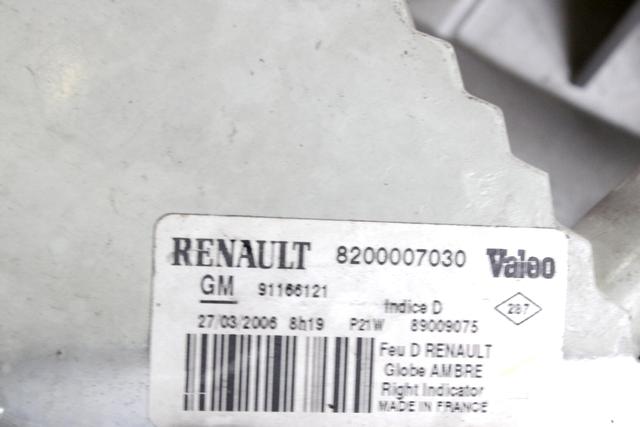 RENAULT 8200007030 Valeo
GM 91166121
Indice D 287
27/03/2006 8h19 P21W 89009075
Feu D RENAULT
Globe AMBRE
Right Indicator
MADE IN FRANCE